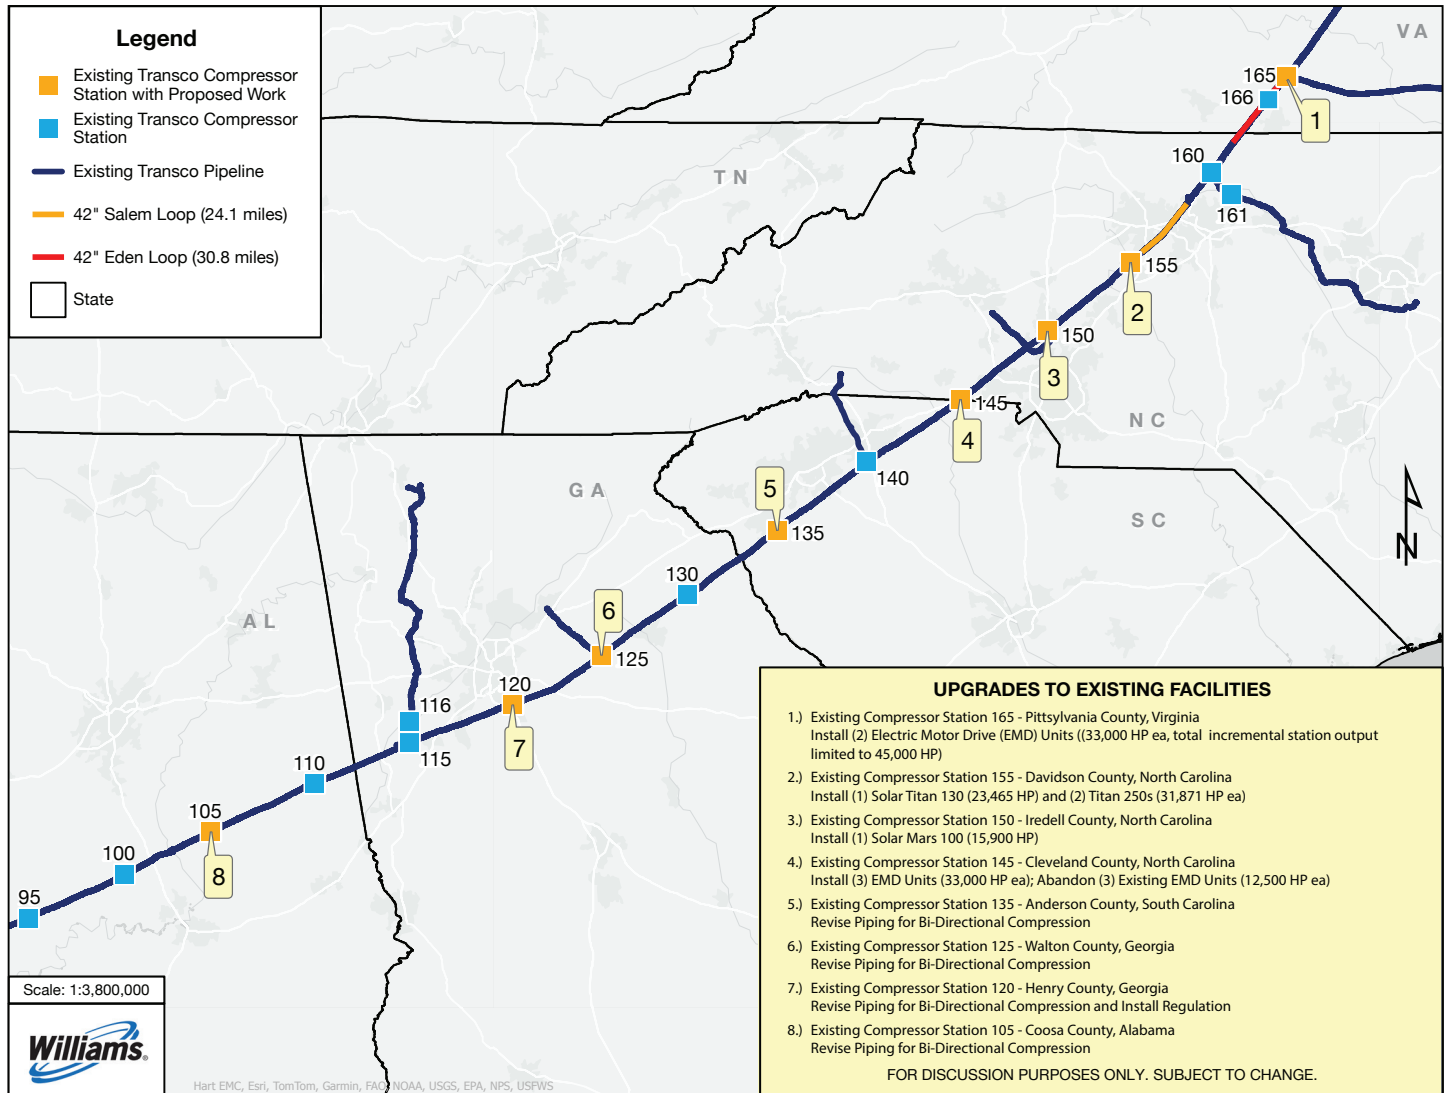 Legend
Existing Transco Compressor
Station with Proposed Work
Existing Transco Compressor
Station
Existing Transco Pipeline
42" Salem Loop (24.1 miles)
42" Eden Loop (30.8 miles)
State
VA
165
166
1
160
161
TN
155
2
150
3
145
4
NC
140
5
GA
SC
135
N
130
6
AL
125
120
116
7
115
110
105
100
8
95
UPGRADES TO EXISTING FACILITIES
1.) Existing Compressor Station 165 - Pittsylvania County, Virginia
Install (2) Electric Motor Drive (EMD) Units ((33,000 HP ea, total incremental station output
limited to 45,000 HP)
2.) Existing Compressor Station 155 - Davidson County, North Carolina
Install (1) Solar Titan 130 (23,465 HP) and (2) Titan 250s (31,871 HP ea)
3.) Existing Compressor Station 150 - Iredell County, North Carolina
Install (1) Solar Mars 100 (15,900 HP)
4.) Existing Compressor Station 145 - Cleveland County, North Carolina
Install (3) EMD Units (33,000 HP ea); Abandon (3) Existing EMD Units (12,500 HP ea)
5.) Existing Compressor Station 135 - Anderson County, South Carolina
Revise Piping for Bi-Directional Compression
6.) Existing Compressor Station 125 - Walton County, Georgia
Revise Piping for Bi-Directional Compression
7.) Existing Compressor Station 120 - Henry County, Georgia
Revise Piping for Bi-Directional Compression and Install Regulation
8.) Existing Compressor Station 105 - Coosa County, Alabama
Revise Piping for Bi-Directional Compression
FOR DISCUSSION PURPOSES ONLY. SUBJECT TO CHANGE.
Scale: 1:3,800,000
Williams.
Hart EMC, Esri, TomTom, Garmin, FAO, NOAA, USGS, EPA, NPS, USFWS